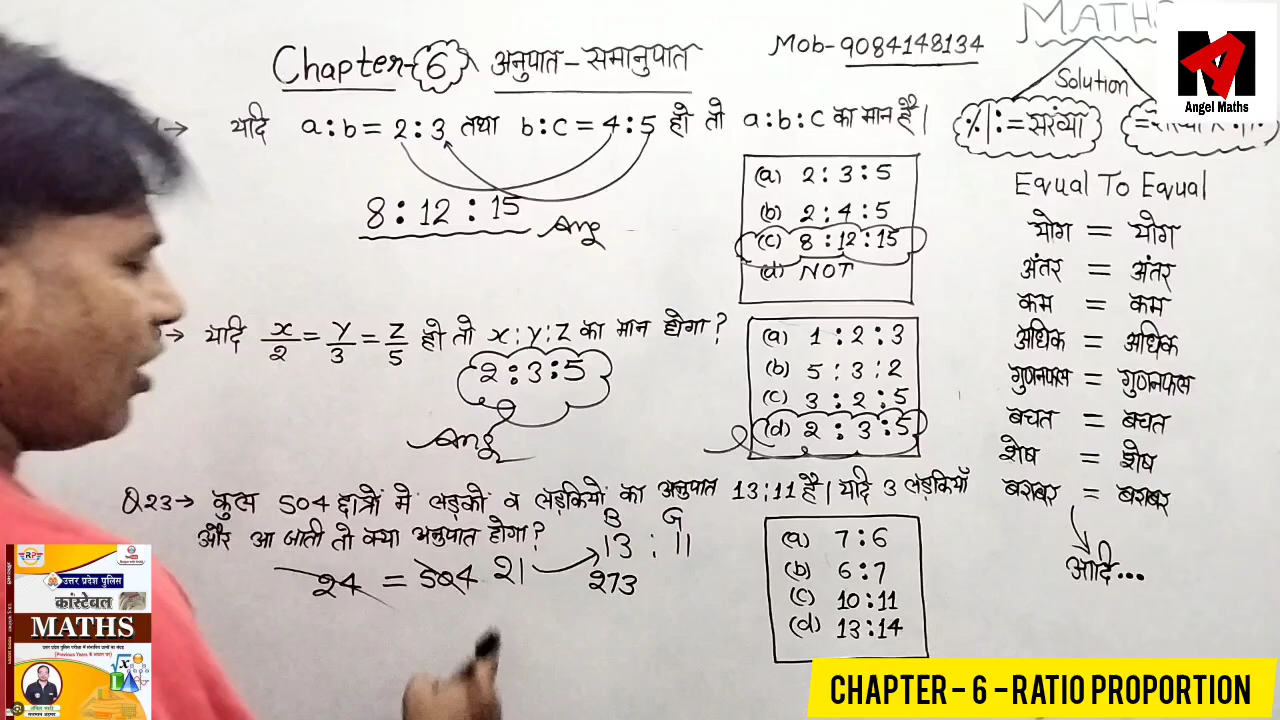 Chapter-6 अनुपात-समानुपात
Mob-9084148134
MATHS
Angel Maths
Solution
% | : = संख्या
यदि a:b = 2:3 तथा b:c = 4:5 हो तो a:b:c का मान है।
8:12:15 Ans
(a) 2:3:5
(b) 2:4:5
(c) 8:12:15
(d) NOT
यदि x/2 = y/3 = z/5 हो तो x:y:z का मान होगा?
2:3:5
Ans
(a) 1:2:3
(b) 5:3:2
(c) 3:2:5
(d) 2:3:5
Q23→ कुल 504 छात्रों में लड़कों व लड़कियों का अनुपात 13:11 है। यदि 3 लड़कियाँ
और आ जाती तो क्या अनुपात होगा?
B G
13 : 11
24 = 504 21
273
(a) 7:6
(b) 6:7
(c) 10:11
(d) 13:14
Equal To Equal
योग = योग
अंतर = अंतर
कम = कम
अधिक = अधिक
गुणनफल = गुणनफल
बचत = बचत
शेष = शेष
बराबर = बराबर
आदि...
RP
उत्तर प्रदेश पुलिस
कांस्टेबल
MATHS
CHAPTER - 6 - RATIO PROPORTION